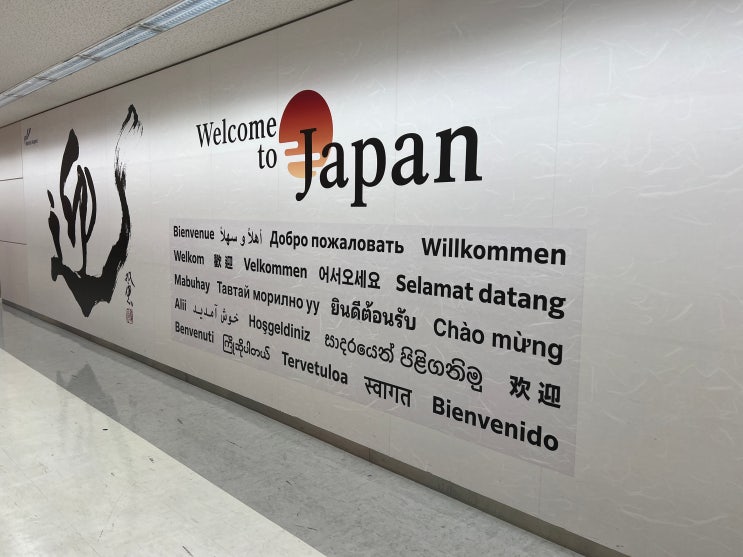 迎
Welcome
to Japan
Bienvenue أهلاً و سهلاً Добро пожаловать Willkommen
Welkom 歡迎 Velkommen 어서오세요 Selamat datang
Mabuhay Тавтай морилно уу ยินดีต้อนรับ Chào mừng
Alii خوش آمدید Hoşgeldiniz සාදරයෙන් පිළිගනිමු 欢迎
Benvenuti ကြိုဆိုပါတယ် Tervetuloa स्वागत Bienvenido